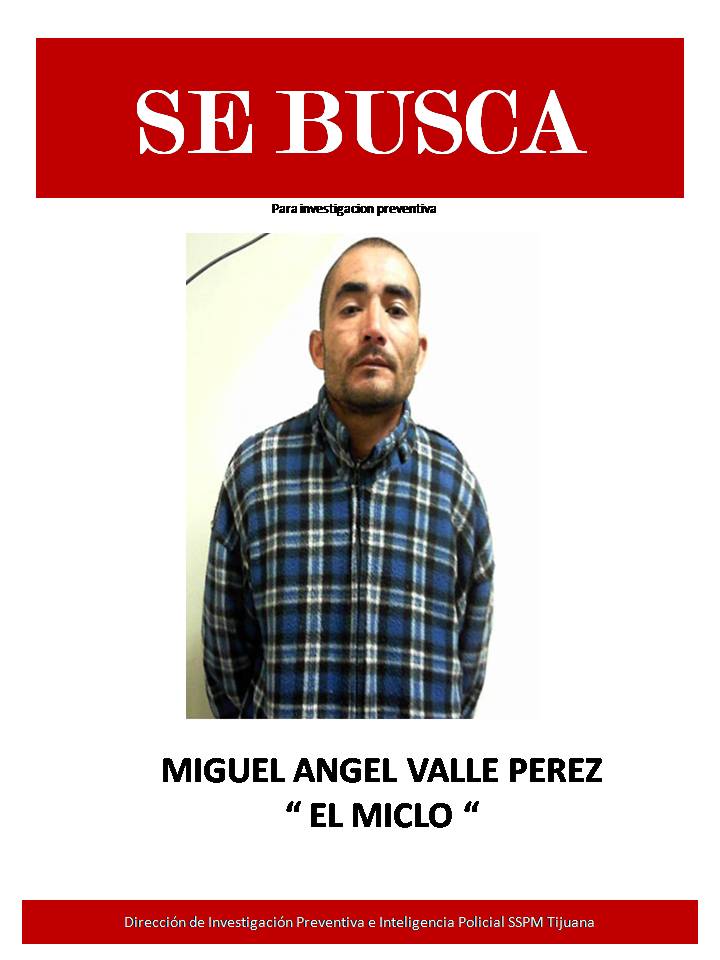 SE BUSCA
Para investigacion preventiva
MIGUEL ANGEL VALLE PEREZ
“ EL MICLO “
Dirección de Investigación Preventiva e Inteligencia Policial SSPM Tijuana